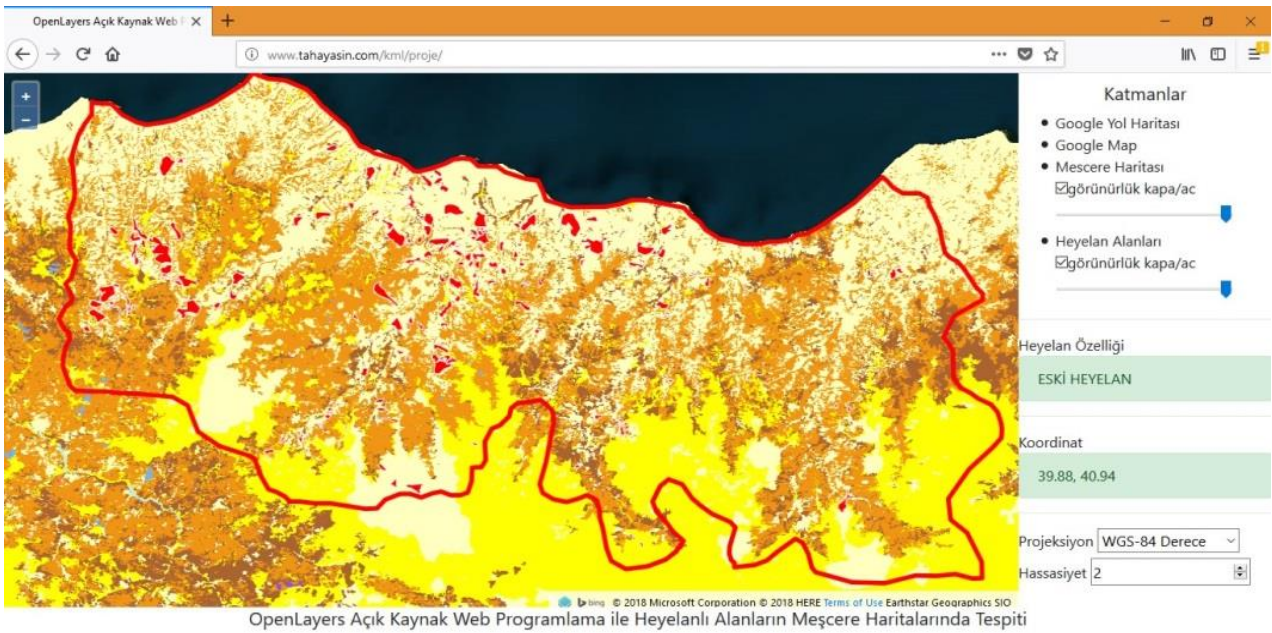 OpenLayers Açık Kaynak Web
www.tahayasin.com/kml/proje/
Katmanlar
Google Yol Haritası
Google Map
Mescere Haritası
görünürlük kapa/ac
Heyelan Alanları
görünürlük kapa/ac
Heyelan Özelliği
ESKİ HEYELAN
Koordinat
39.88, 40.94
Projeksiyon WGS-84 Derece
Hassasiyet 2
bing © 2018 Microsoft Corporation © 2018 HERE Terms of Use Earthstar Geographics SIO
OpenLayers Açık Kaynak Web Programlama ile Heyelanlı Alanların Meşcere Haritalarında Tespiti